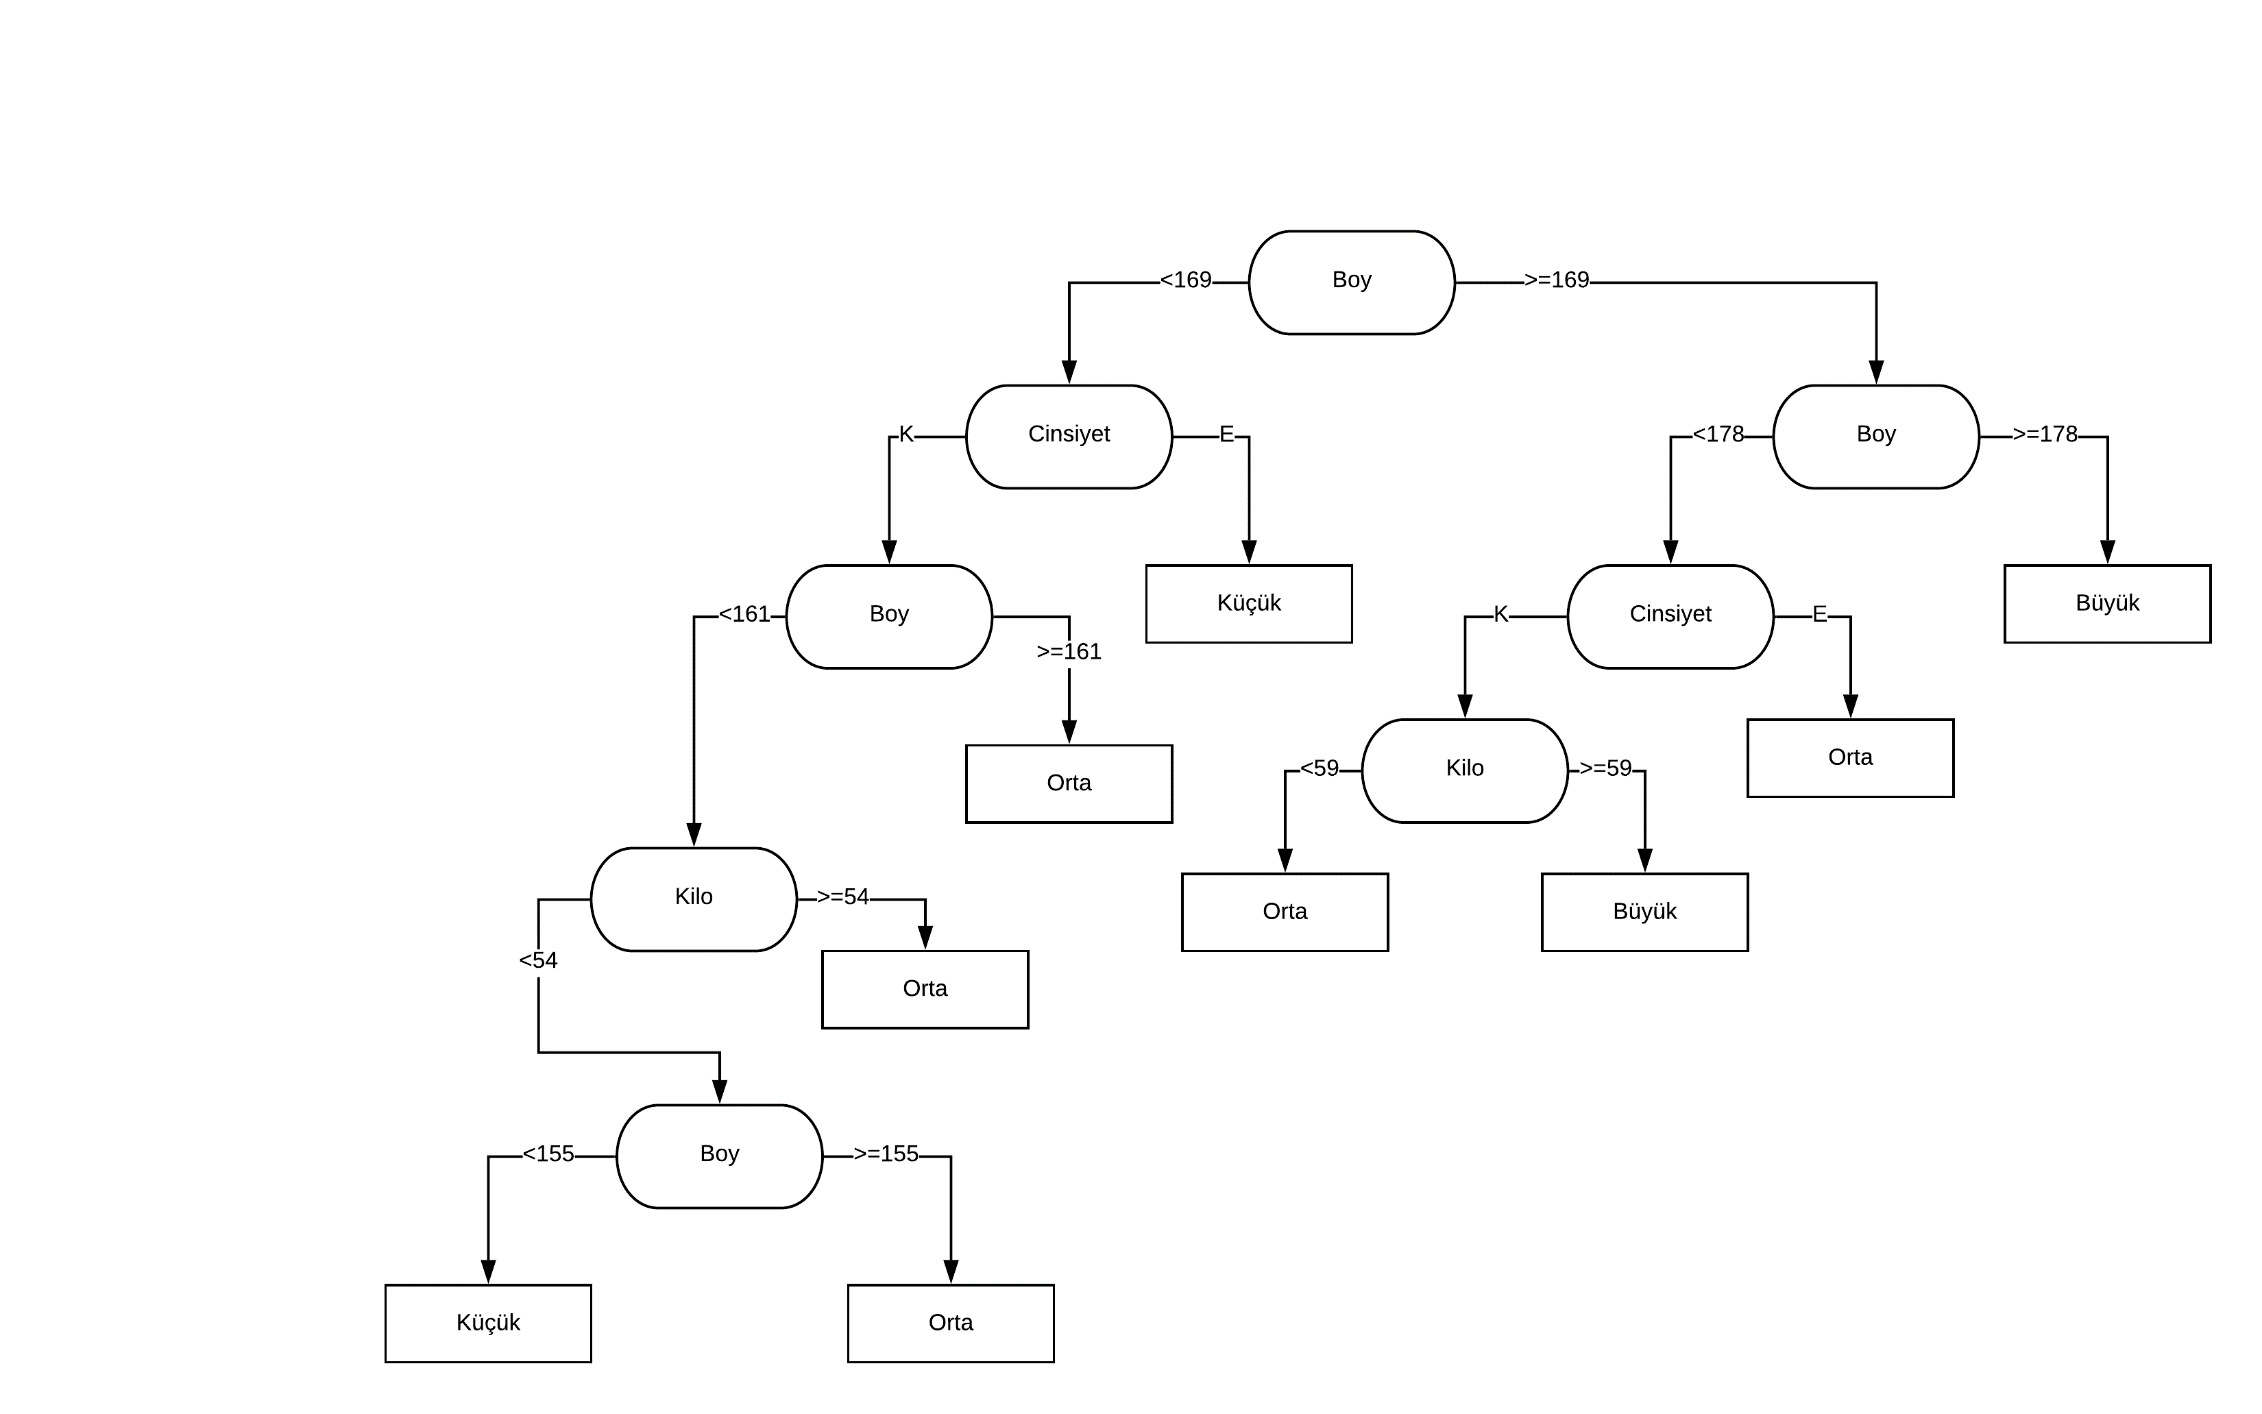 Boy
<169
>=169
Cinsiyet
K
E
Boy
<178
>=178
Boy
<161
>=161
Küçük
Cinsiyet
K
E
Büyük
Orta
Kilo
<59
>=59
Orta
Kilo
<54
>=54
Orta
Orta
Büyük
Boy
<155
>=155
Küçük
Orta